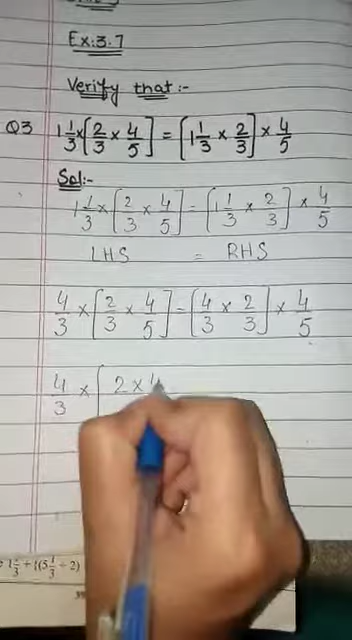 Ex:3.7
Verify that:-
Q3 1 1/3 × [2/3 × 4/5] = [1 1/3 × 2/3] × 4/5
Sol:-
1 1/3 × [2/3 × 4/5] = [1 1/3 × 2/3] × 4/5
LHS = RHS
4/3 × [2/3 × 4/5] = [4/3 × 2/3] × 4/5
4/3 × [2 × 4